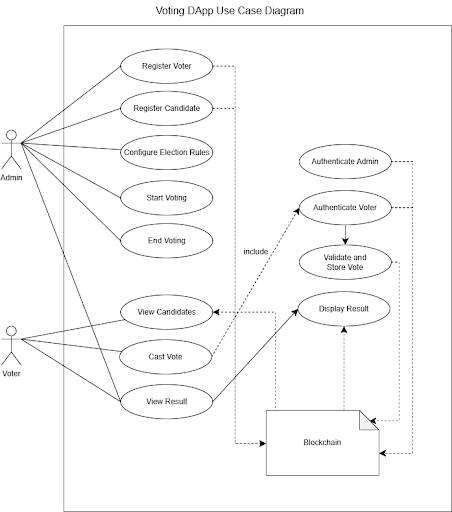 Voting DApp Use Case Diagram
Register Voter
Register Candidate
Configure Election Rules
Authenticate Admin
Admin
Start Voting
Authenticate Voter
End Voting
include
Validate and
Store Vote
View Candidates
Display Result
Cast Vote
Voter
View Result
Blockchain